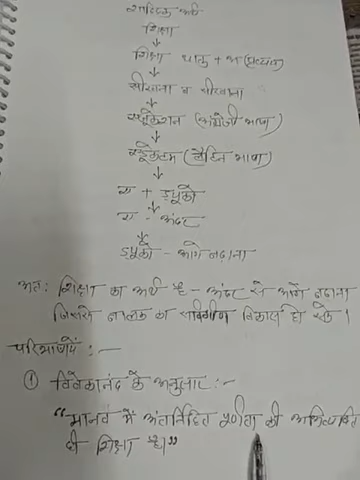 शाब्दिक अर्थ
शिक्षा
↓
शिक्षा धातु + अ (प्रत्यय)
↓
सीखना व सीखाना
↓
एजुकेशन (अंग्रेजी भाषा)
↓
एडुकेटम (लैटिन भाषा)
↓
ए + डूको
↓
ए - अंदर
↓
डूको - आगे बढ़ाना
अतः शिक्षा का अर्थ है - अंदर से आगे बढ़ाना
जिससे बालक का सर्वांगीण विकास हो सके।
परिभाषायें :-
① विवेकानंद के अनुसार :-
"मानव में अंतर्निहित पूर्णता की अभिव्यक्ति
ही शिक्षा है।"